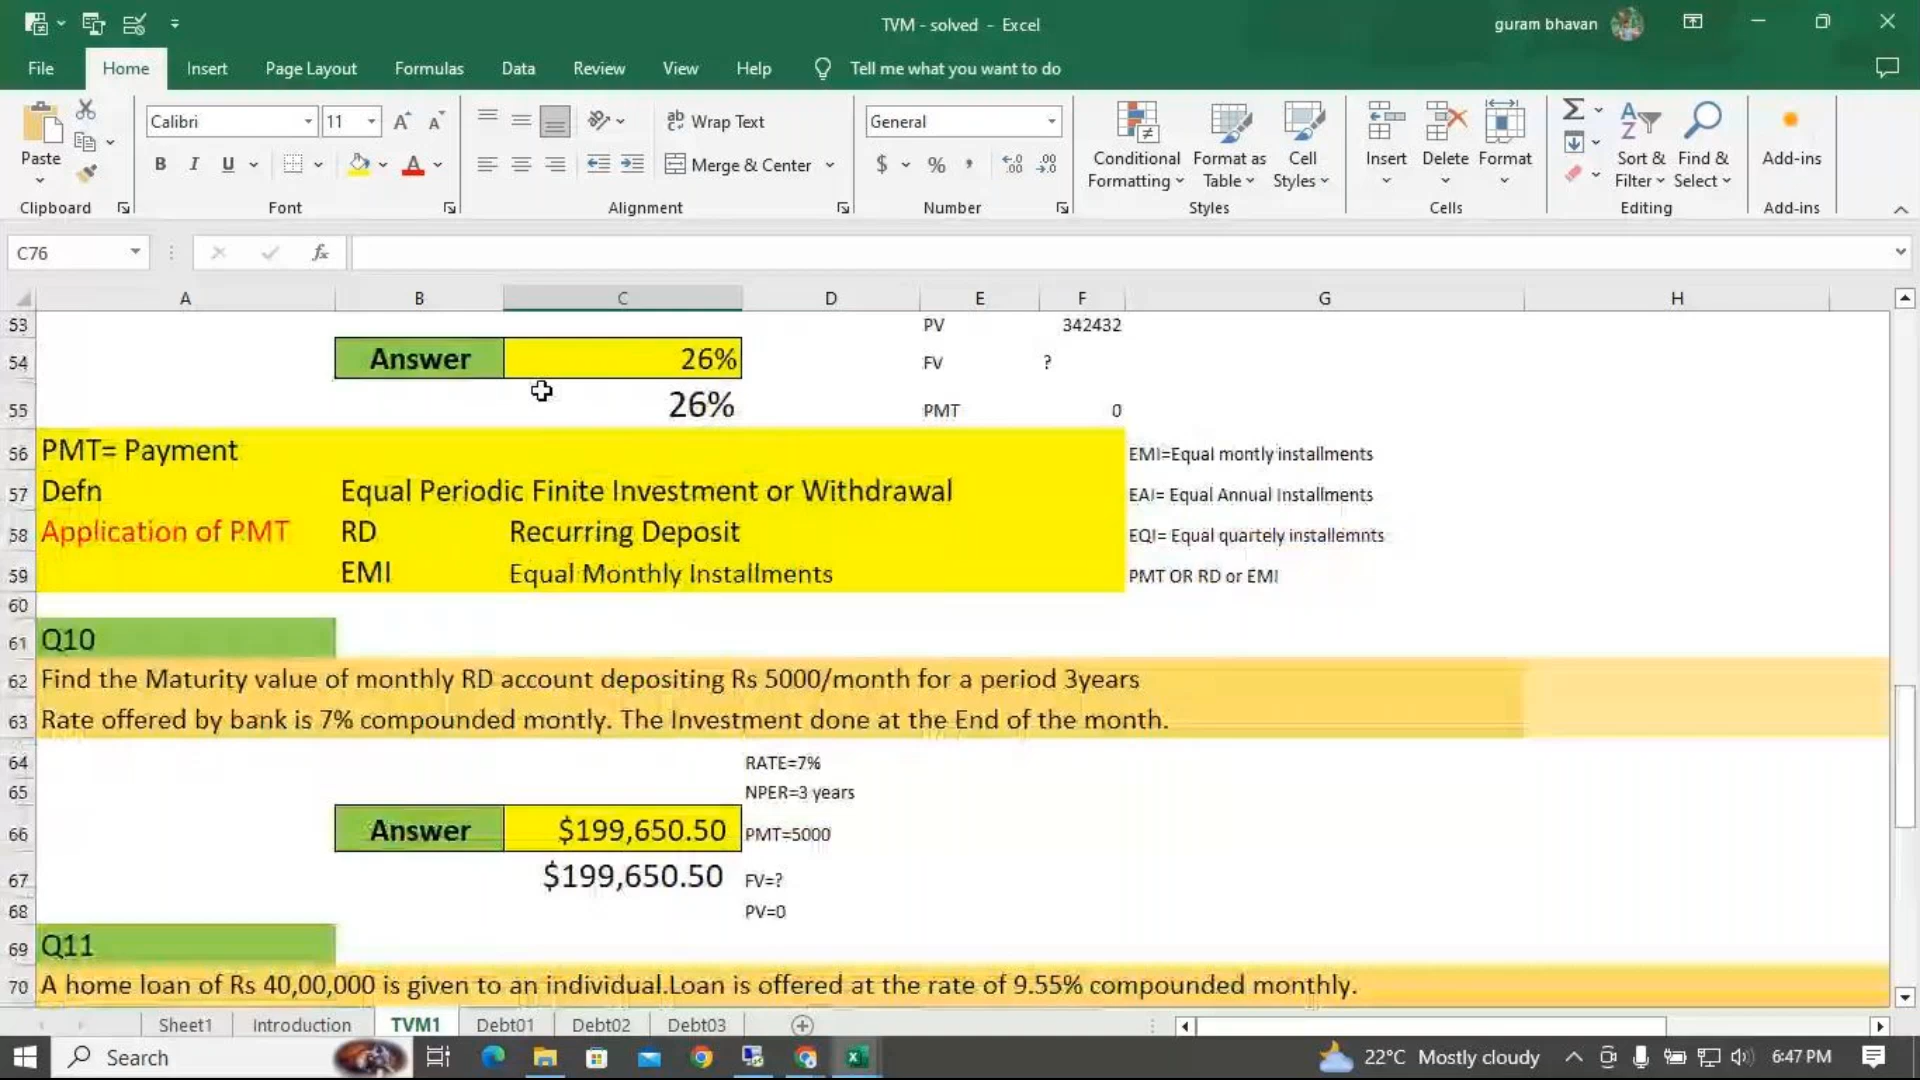 TVM - solved - Excel
guram bhavan
File Home Insert Page Layout Formulas Data Review View Help Tell me what you want to do
Paste
Clipboard
Calibri 11
B I U
Font
Wrap Text
Merge & Center
Alignment
General
$ % ,
Number
Conditional Formatting
Format as Table
Cell Styles
Styles
Insert Delete Format
Cells
Sort & Filter
Find & Select
Editing
Add-ins
Add-ins
C76 fx
A B C D E F G H
53 PV 342432
54 Answer 26% FV ?
55 26% PMT 0
56 PMT= Payment EMI=Equal montly installments
57 Defn Equal Periodic Finite Investment or Withdrawal EAI= Equal Annual Installments
58 Application of PMT RD Recurring Deposit EQI= Equal quartely installemnts
59 EMI Equal Monthly Installments PMT OR RD or EMI
60
61 Q10
62 Find the Maturity value of monthly RD account depositing Rs 5000/month for a period 3years
63 Rate offered by bank is 7% compounded montly. The Investment done at the End of the month.
64 RATE=7%
65 NPER=3 years
66 Answer $199,650.50 PMT=5000
67 $199,650.50 FV=?
68 PV=0
69 Q11
70 A home loan of Rs 40,00,000 is given to an individual.Loan is offered at the rate of 9.55% compounded monthly.
Sheet1 Introduction TVM1 Debt01 Debt02 Debt03
Search
22°C Mostly cloudy 6:47 PM